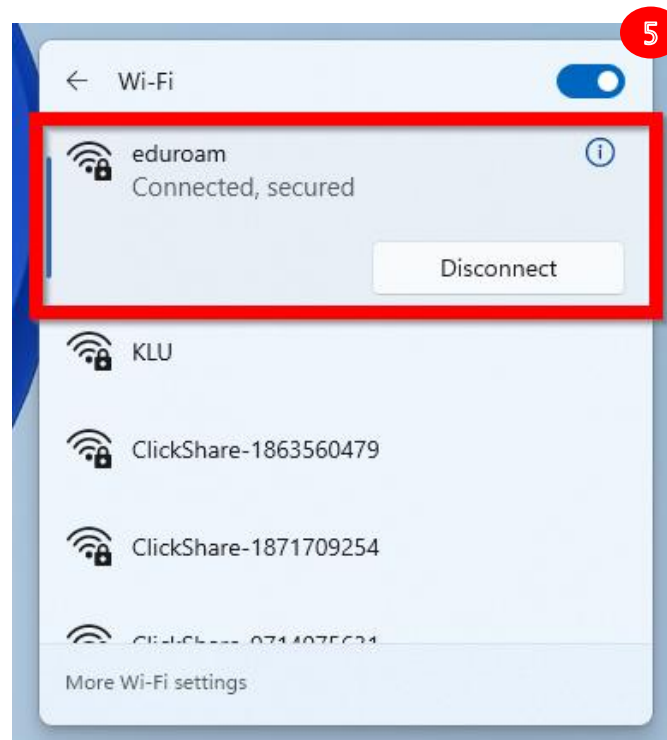 5
Wi-Fi
eduroam
Connected, secured
Disconnect
KLU
ClickShare-1863560479
ClickShare-1871709254
More Wi-Fi settings